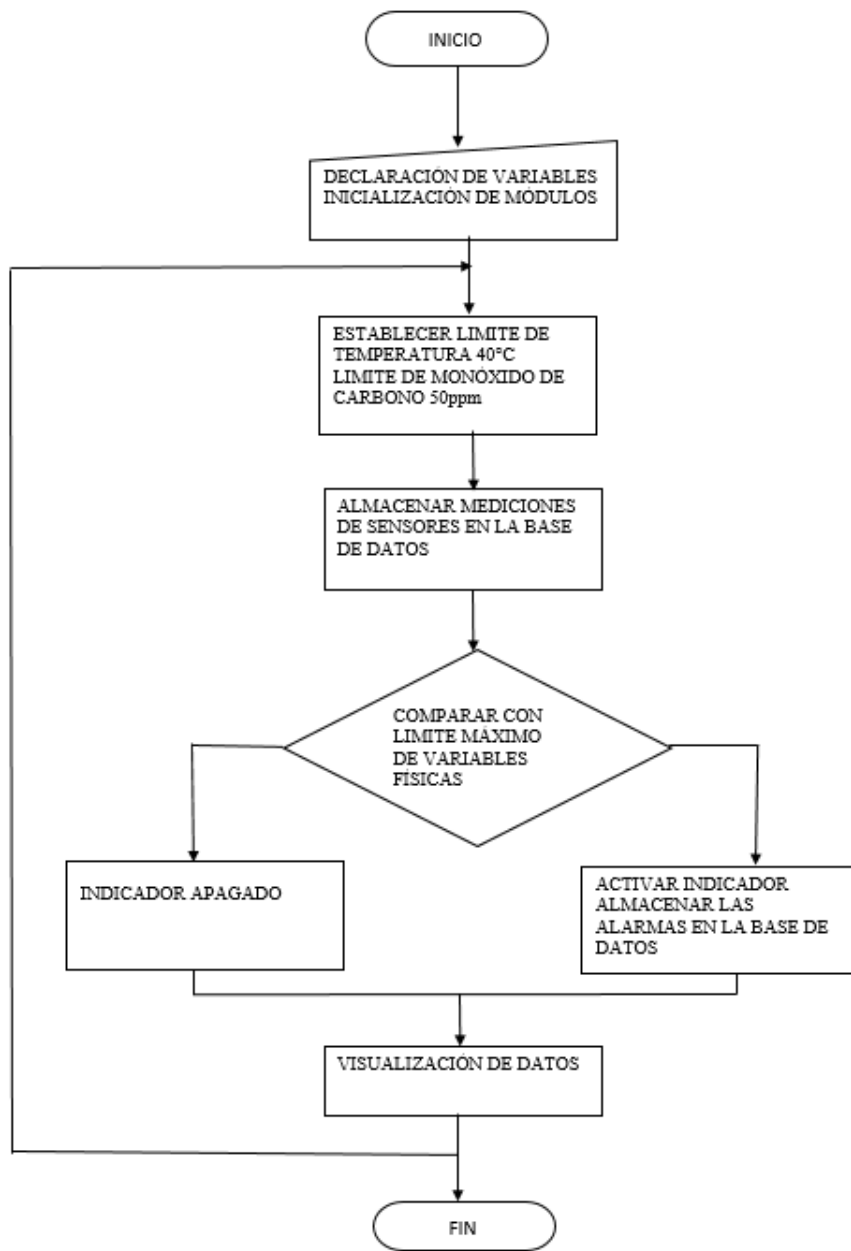 INICIO
DECLARACIÓN DE VARIABLES
INICIALIZACIÓN DE MÓDULOS
ESTABLECER LIMITE DE
TEMPERATURA 40°C
LIMITE DE MONÓXIDO DE
CARBONO 50ppm
ALMACENAR MEDICIONES
DE SENSORES EN LA BASE
DE DATOS
COMPARAR CON
LIMITE MÁXIMO
DE VARIABLES
FÍSICAS
INDICADOR APAGADO
ACTIVAR INDICADOR
ALMACENAR LAS
ALARMAS EN LA BASE DE
DATOS
VISUALIZACIÓN DE DATOS
FIN